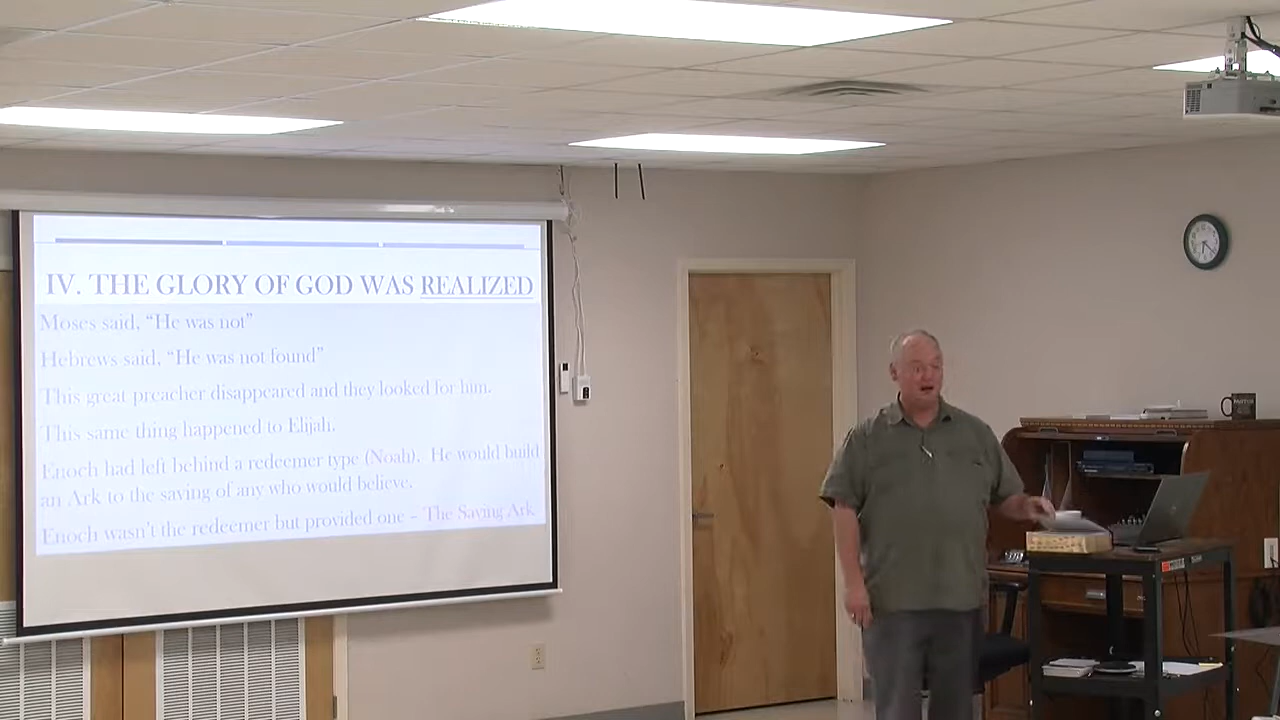 IV. THE GLORY OF GOD WAS REALIZED
Moses said, “He was not”
Hebrews said, “He was not found”
This great preacher disappeared and they looked for him.
This same thing happened to Elijah.
Enoch had left behind a redeemer type (Noah). He would build
an Ark to the saving of any who would believe.
Enoch wasn't the redeemer but provided one – The Saving Ark
PASTOR